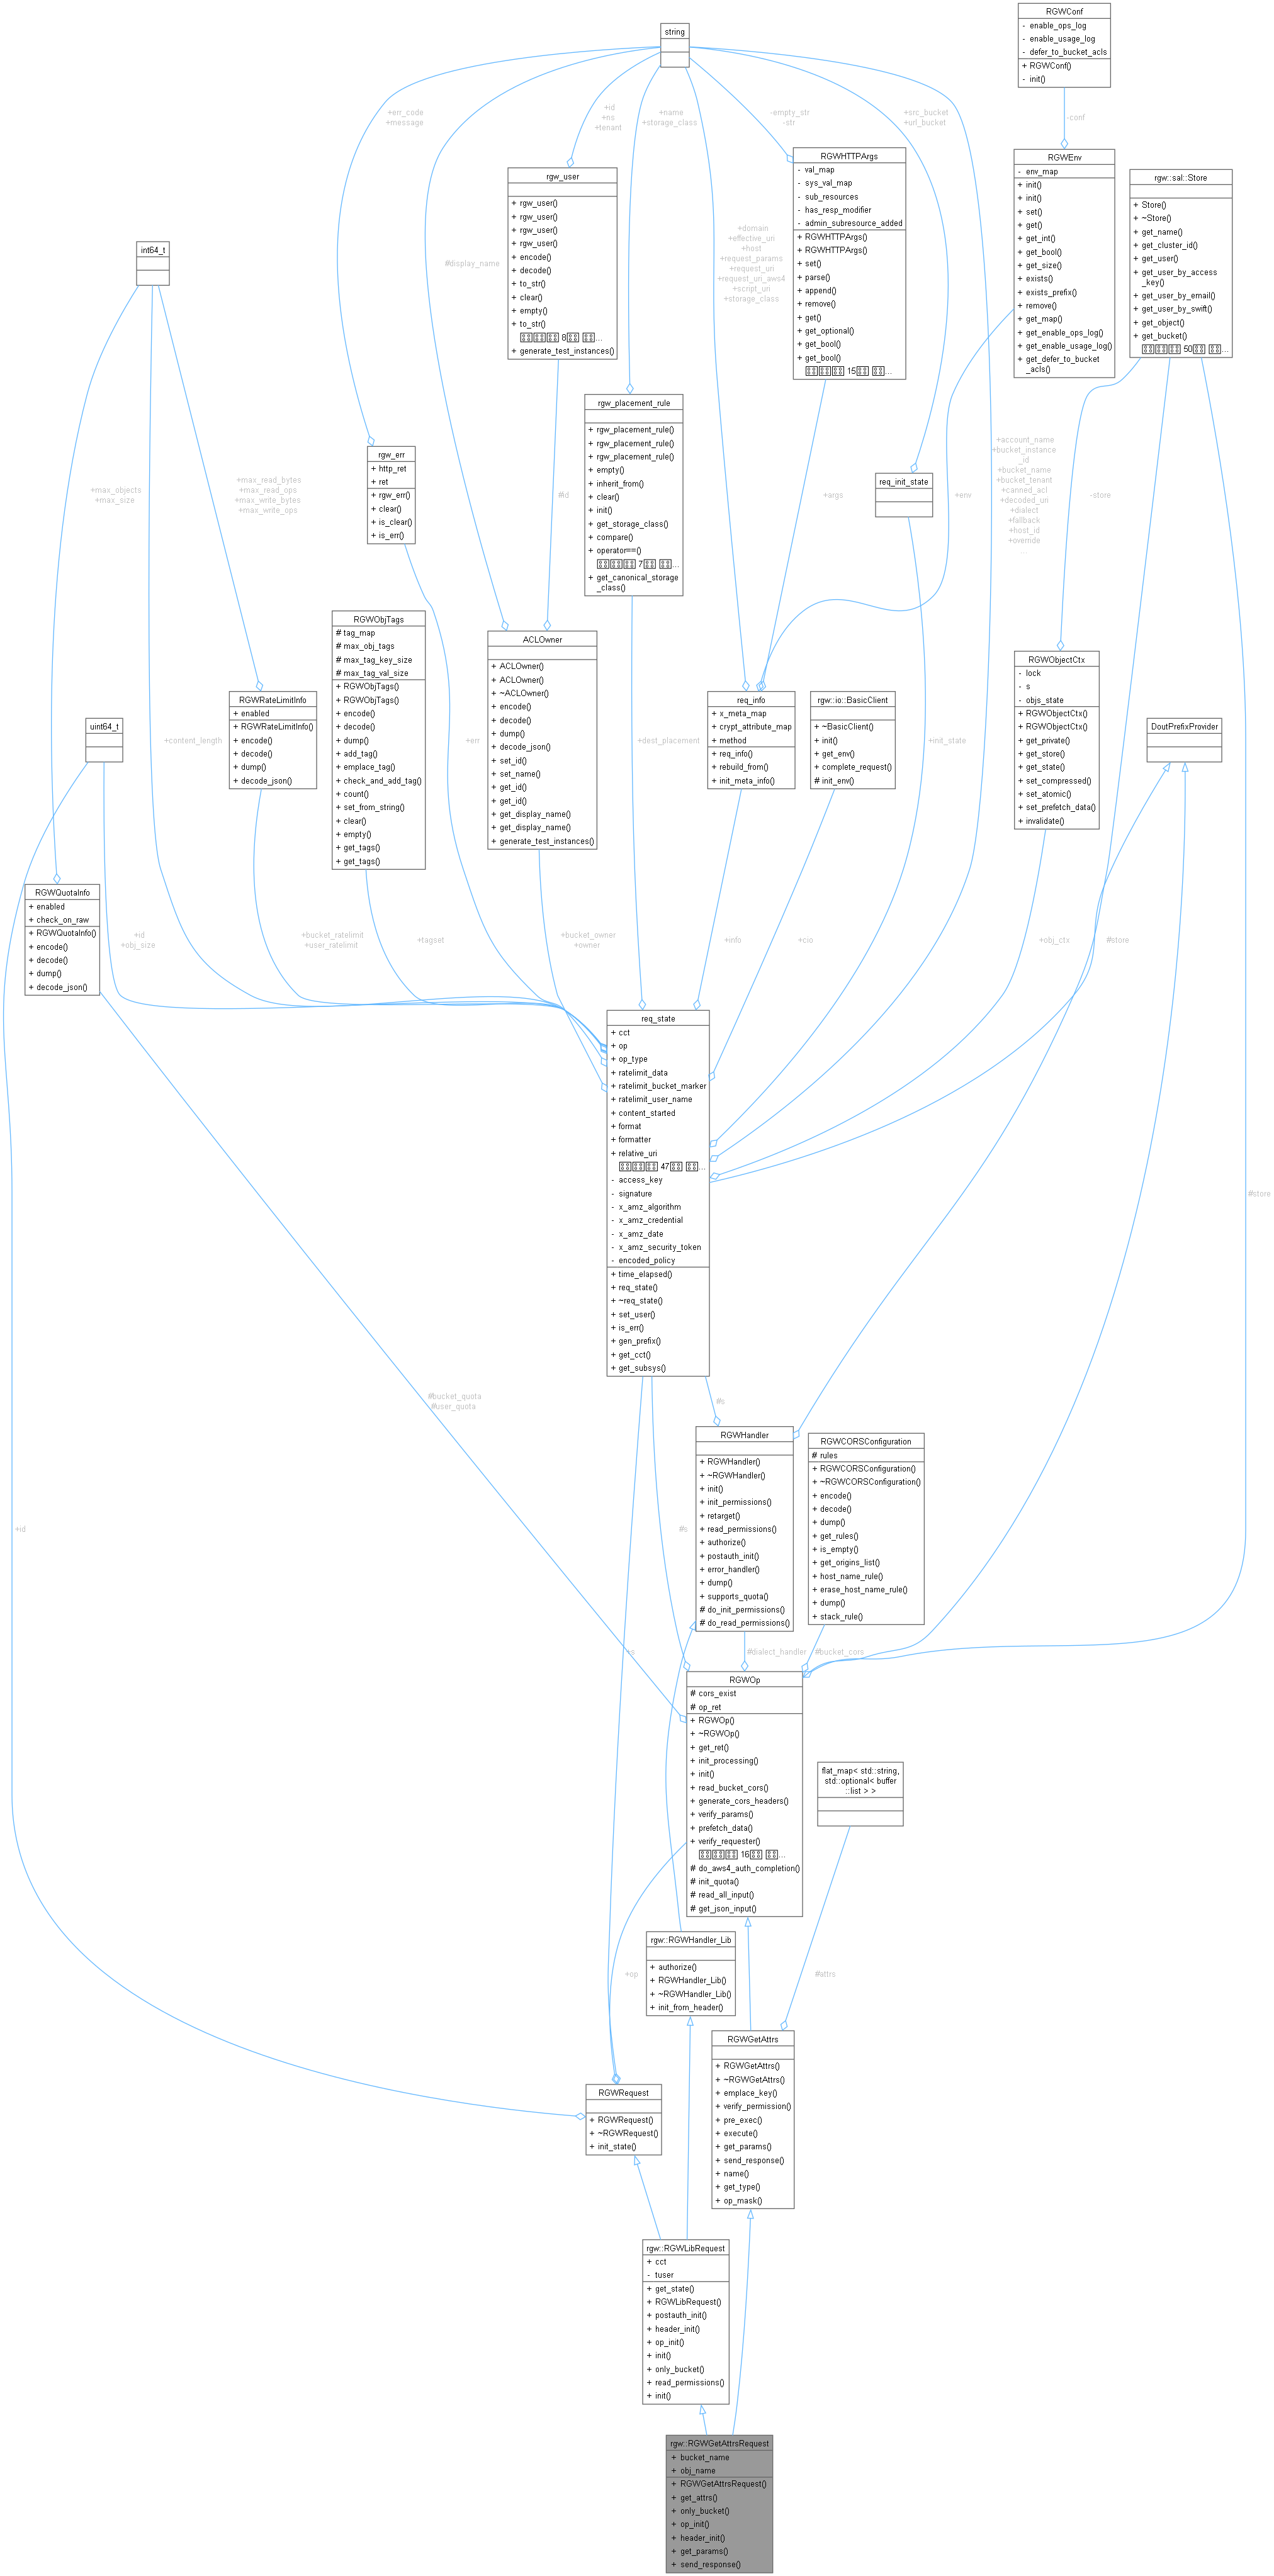 string
RGWConf
- enable_ops_log
- enable_usage_log
- defer_to_bucket_acls
+ RGWConf()
- init()
+err_code
+message
+id
+ns
+tenant
+name
+storage_class
-empty_str
-str
+src_bucket
+url_bucket
-conf
RGWHTTPArgs
- val_map
- sys_val_map
- sub_resources
- has_resp_modifier
- admin_subresource_added
+ RGWHTTPArgs()
+ RGWHTTPArgs()
+ set()
+ parse()
+ append()
+ remove()
+ get()
+ get_optional()
+ get_bool()
+ get_bool()
15
...
RGWEnv
- env_map
+ init()
+ init()
+ set()
+ get()
+ get_int()
+ get_bool()
+ get_size()
+ exists()
+ exists_prefix()
+ remove()
+ get_map()
+ get_enable_ops_log()
+ get_enable_usage_log()
+ get_defer_to_bucket
_acls()
rgw::sal::Store
+ Store()
+ ~Store()
+ get_name()
+ get_cluster_id()
+ get_user()
+ get_user_by_access
_key()
+ get_user_by_email()
+ get_user_by_swift()
+ get_object()
+ get_bucket()
50
...
rgw_user
+ rgw_user()
+ rgw_user()
+ rgw_user()
+ rgw_user()
+ encode()
+ decode()
+ to_str()
+ clear()
+ empty()
+ to_str()
8
...
+ generate_test_instances()
int64_t
#display_name
+domain
+effective_uri
+host
+request_params
+request_uri
+request_uri_aws4
+script_uri
+storage_class
rgw_placement_rule
+ rgw_placement_rule()
+ rgw_placement_rule()
+ rgw_placement_rule()
+ empty()
+ inherit_from()
+ clear()
+ init()
+ get_storage_class()
+ compare()
+ operator==()
7
...
+ get_canonical_storage
_class()
rgw_err
+ http_ret
+ ret
+ rgw_err()
+ clear()
+ is_clear()
+ is_err()
+max_objects
+max_size
+max_read_bytes
+max_read_ops
+max_write_bytes
+max_write_ops
#id
+args
req_init_state
+env
+account_name
+bucket_instance
_id
+bucket_name
+bucket_tenant
+canned_acl
+decoded_uri
+dialect
+fallback
+host_id
+override
...
-store
RGWObjTags
# tag_map
# max_obj_tags
# max_tag_key_size
# max_tag_val_size
+ RGWObjTags()
+ RGWObjTags()
+ encode()
+ decode()
+ dump()
+ add_tag()
+ emplace_tag()
+ check_and_add_tag()
+ count()
+ set_from_string()
+ clear()
+ empty()
+ get_tags()
+ get_tags()
ACLOwner
+ ACLOwner()
+ ACLOwner()
+ ~ACLOwner()
+ encode()
+ decode()
+ dump()
+ decode_json()
+ set_id()
+ set_name()
+ get_id()
+ get_id()
+ get_display_name()
+ get_display_name()
+ generate_test_instances()
RGWObjectCtx
- lock
- s
- objs_state
+ RGWObjectCtx()
+ RGWObjectCtx()
+ get_private()
+ get_store()
+ get_state()
+ set_compressed()
+ set_atomic()
+ set_prefetch_data()
+ invalidate()
RGWRateLimitInfo
+ enabled
+ RGWRateLimitInfo()
+ encode()
+ decode()
+ dump()
+ decode_json()
req_info
+ x_meta_map
+ crypt_attribute_map
+ method
+ req_info()
+ rebuild_from()
+ init_meta_info()
rgw::io::BasicClient
+ ~BasicClient()
+ init()
+ get_env()
+ complete_request()
# init_env()
uint64_t
DoutPrefixProvider
+content_length
+err
+dest_placement
+init_state
RGWQuotaInfo
+ enabled
+ check_on_raw
+ RGWQuotaInfo()
+ encode()
+ decode()
+ dump()
+ decode_json()
+id
+obj_size
+bucket_ratelimit
+user_ratelimit
+tagset
+bucket_owner
+owner
+info
+cio
+obj_ctx
#store
req_state
+ cct
+ op
+ op_type
+ ratelimit_data
+ ratelimit_bucket_marker
+ ratelimit_user_name
+ content_started
+ format
+ formatter
+ relative_uri
47
...
- access_key
- signature
- x_amz_algorithm
- x_amz_credential
- x_amz_date
- x_amz_security_token
- encoded_policy
+ time_elapsed()
+ req_state()
+ ~req_state()
+ set_user()
+ is_err()
+ gen_prefix()
+ get_cct()
+ get_subsys()
#store
#bucket_quota
#user_quota
#s
RGWHandler
+ RGWHandler()
+ ~RGWHandler()
+ init()
+ init_permissions()
+ retarget()
+ read_permissions()
+ authorize()
+ postauth_init()
+ error_handler()
+ dump()
+ supports_quota()
# do_init_permissions()
# do_read_permissions()
RGWCORSConfiguration
# rules
+ RGWCORSConfiguration()
+ ~RGWCORSConfiguration()
+ encode()
+ decode()
+ dump()
+ get_rules()
+ is_empty()
+ get_origins_list()
+ host_name_rule()
+ erase_host_name_rule()
+ dump()
+ stack_rule()
+id
#s
+s
#dialect_handler
#bucket_cors
RGWOp
# cors_exist
# op_ret
+ RGWOp()
+ ~RGWOp()
+ get_ret()
+ init_processing()
+ init()
+ read_bucket_cors()
+ generate_cors_headers()
+ verify_params()
+ prefetch_data()
+ verify_requester()
16
...
# do_aws4_auth_completion()
# init_quota()
# read_all_input()
# get_json_input()
flat_map< std::string,
std::optional< buffer
::list > >
rgw::RGWHandler_Lib
+ authorize()
+ RGWHandler_Lib()
+ ~RGWHandler_Lib()
+ init_from_header()
+op
#attrs
RGWGetAttrs
+ RGWGetAttrs()
+ ~RGWGetAttrs()
+ emplace_key()
+ verify_permission()
+ pre_exec()
+ execute()
+ get_params()
+ send_response()
+ name()
+ get_type()
+ op_mask()
RGWRequest
+ RGWRequest()
+ ~RGWRequest()
+ init_state()
rgw::RGWLibRequest
+ cct
- tuser
+ get_state()
+ RGWLibRequest()
+ postauth_init()
+ header_init()
+ op_init()
+ init()
+ only_bucket()
+ read_permissions()
+ init()
rgw::RGWGetAttrsRequest
+ bucket_name
+ obj_name
+ RGWGetAttrsRequest()
+ get_attrs()
+ only_bucket()
+ op_init()
+ header_init()
+ get_params()
+ send_response()